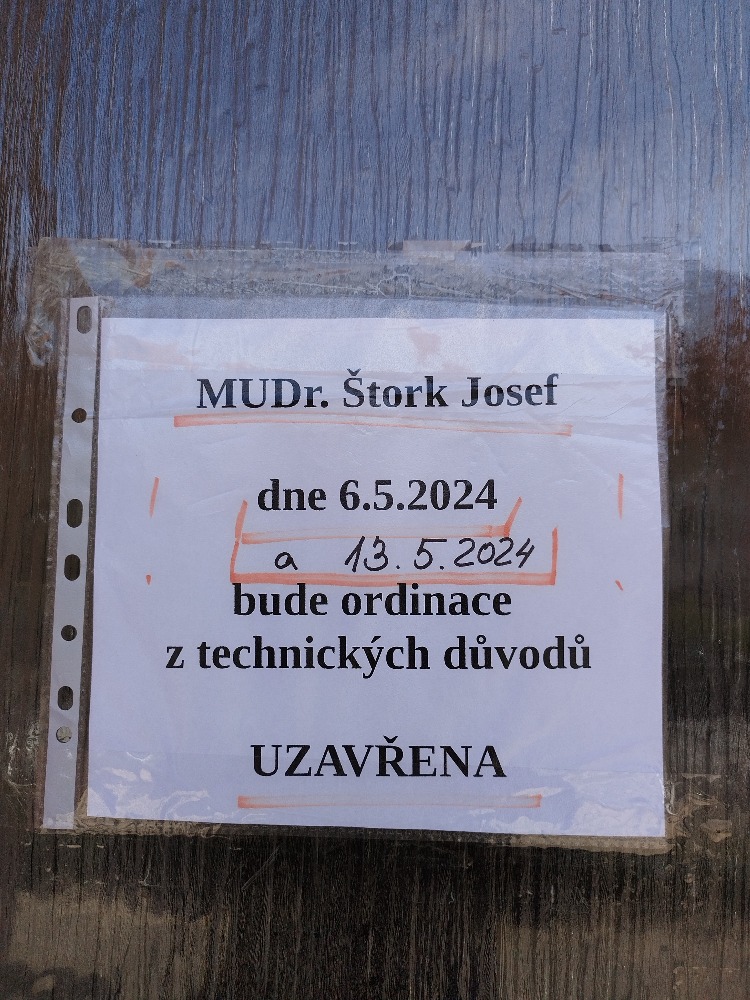 MUDr. Štork Josef
dne 6.5.2024
a 13.5.2024
bude ordinace
z technických důvodů
UZAVŘENA